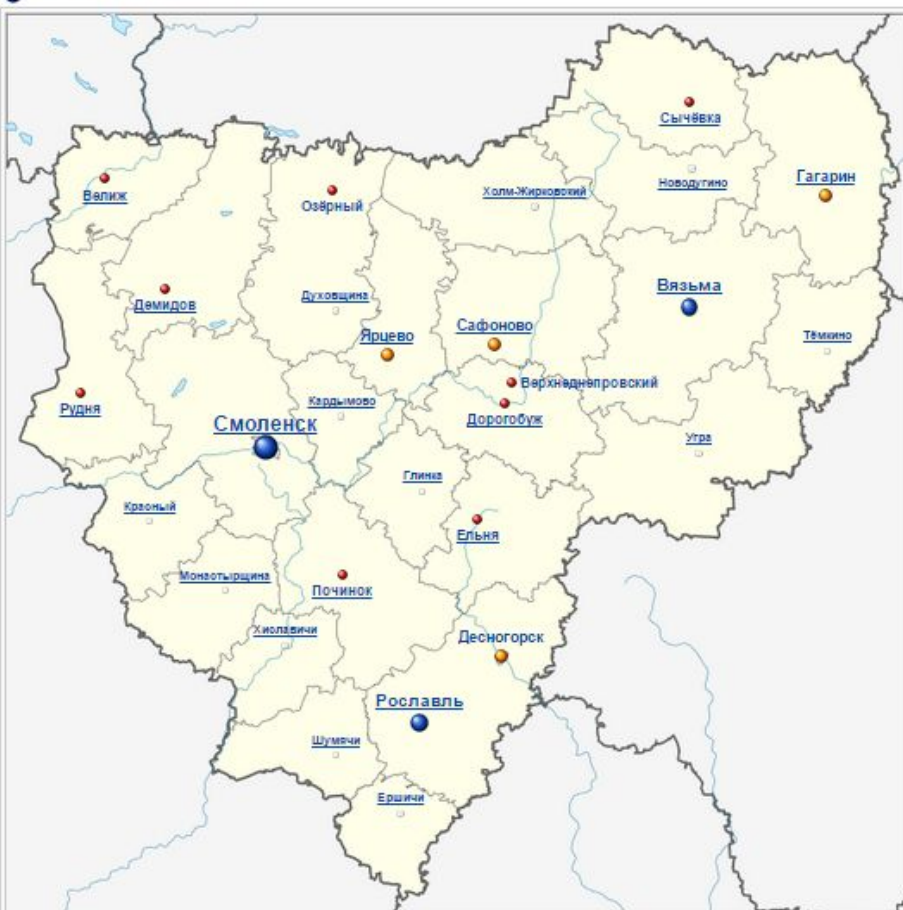 Сычёвка
Новодугино
Гагарин
Велиж
Озёрный
Холм-Жирковский
Демидов
Духовщина
Ярцево
Сафоново
Вязьма
Тёмкино
Рудня
Кардымово
Верхнеднепровский
Дорогобуж
Смоленск
Угра
Глинка
Красный
Ельня
Монастырщина
Починок
Хиславичи
Десногорск
Рославль
Шумячи
Ершичи